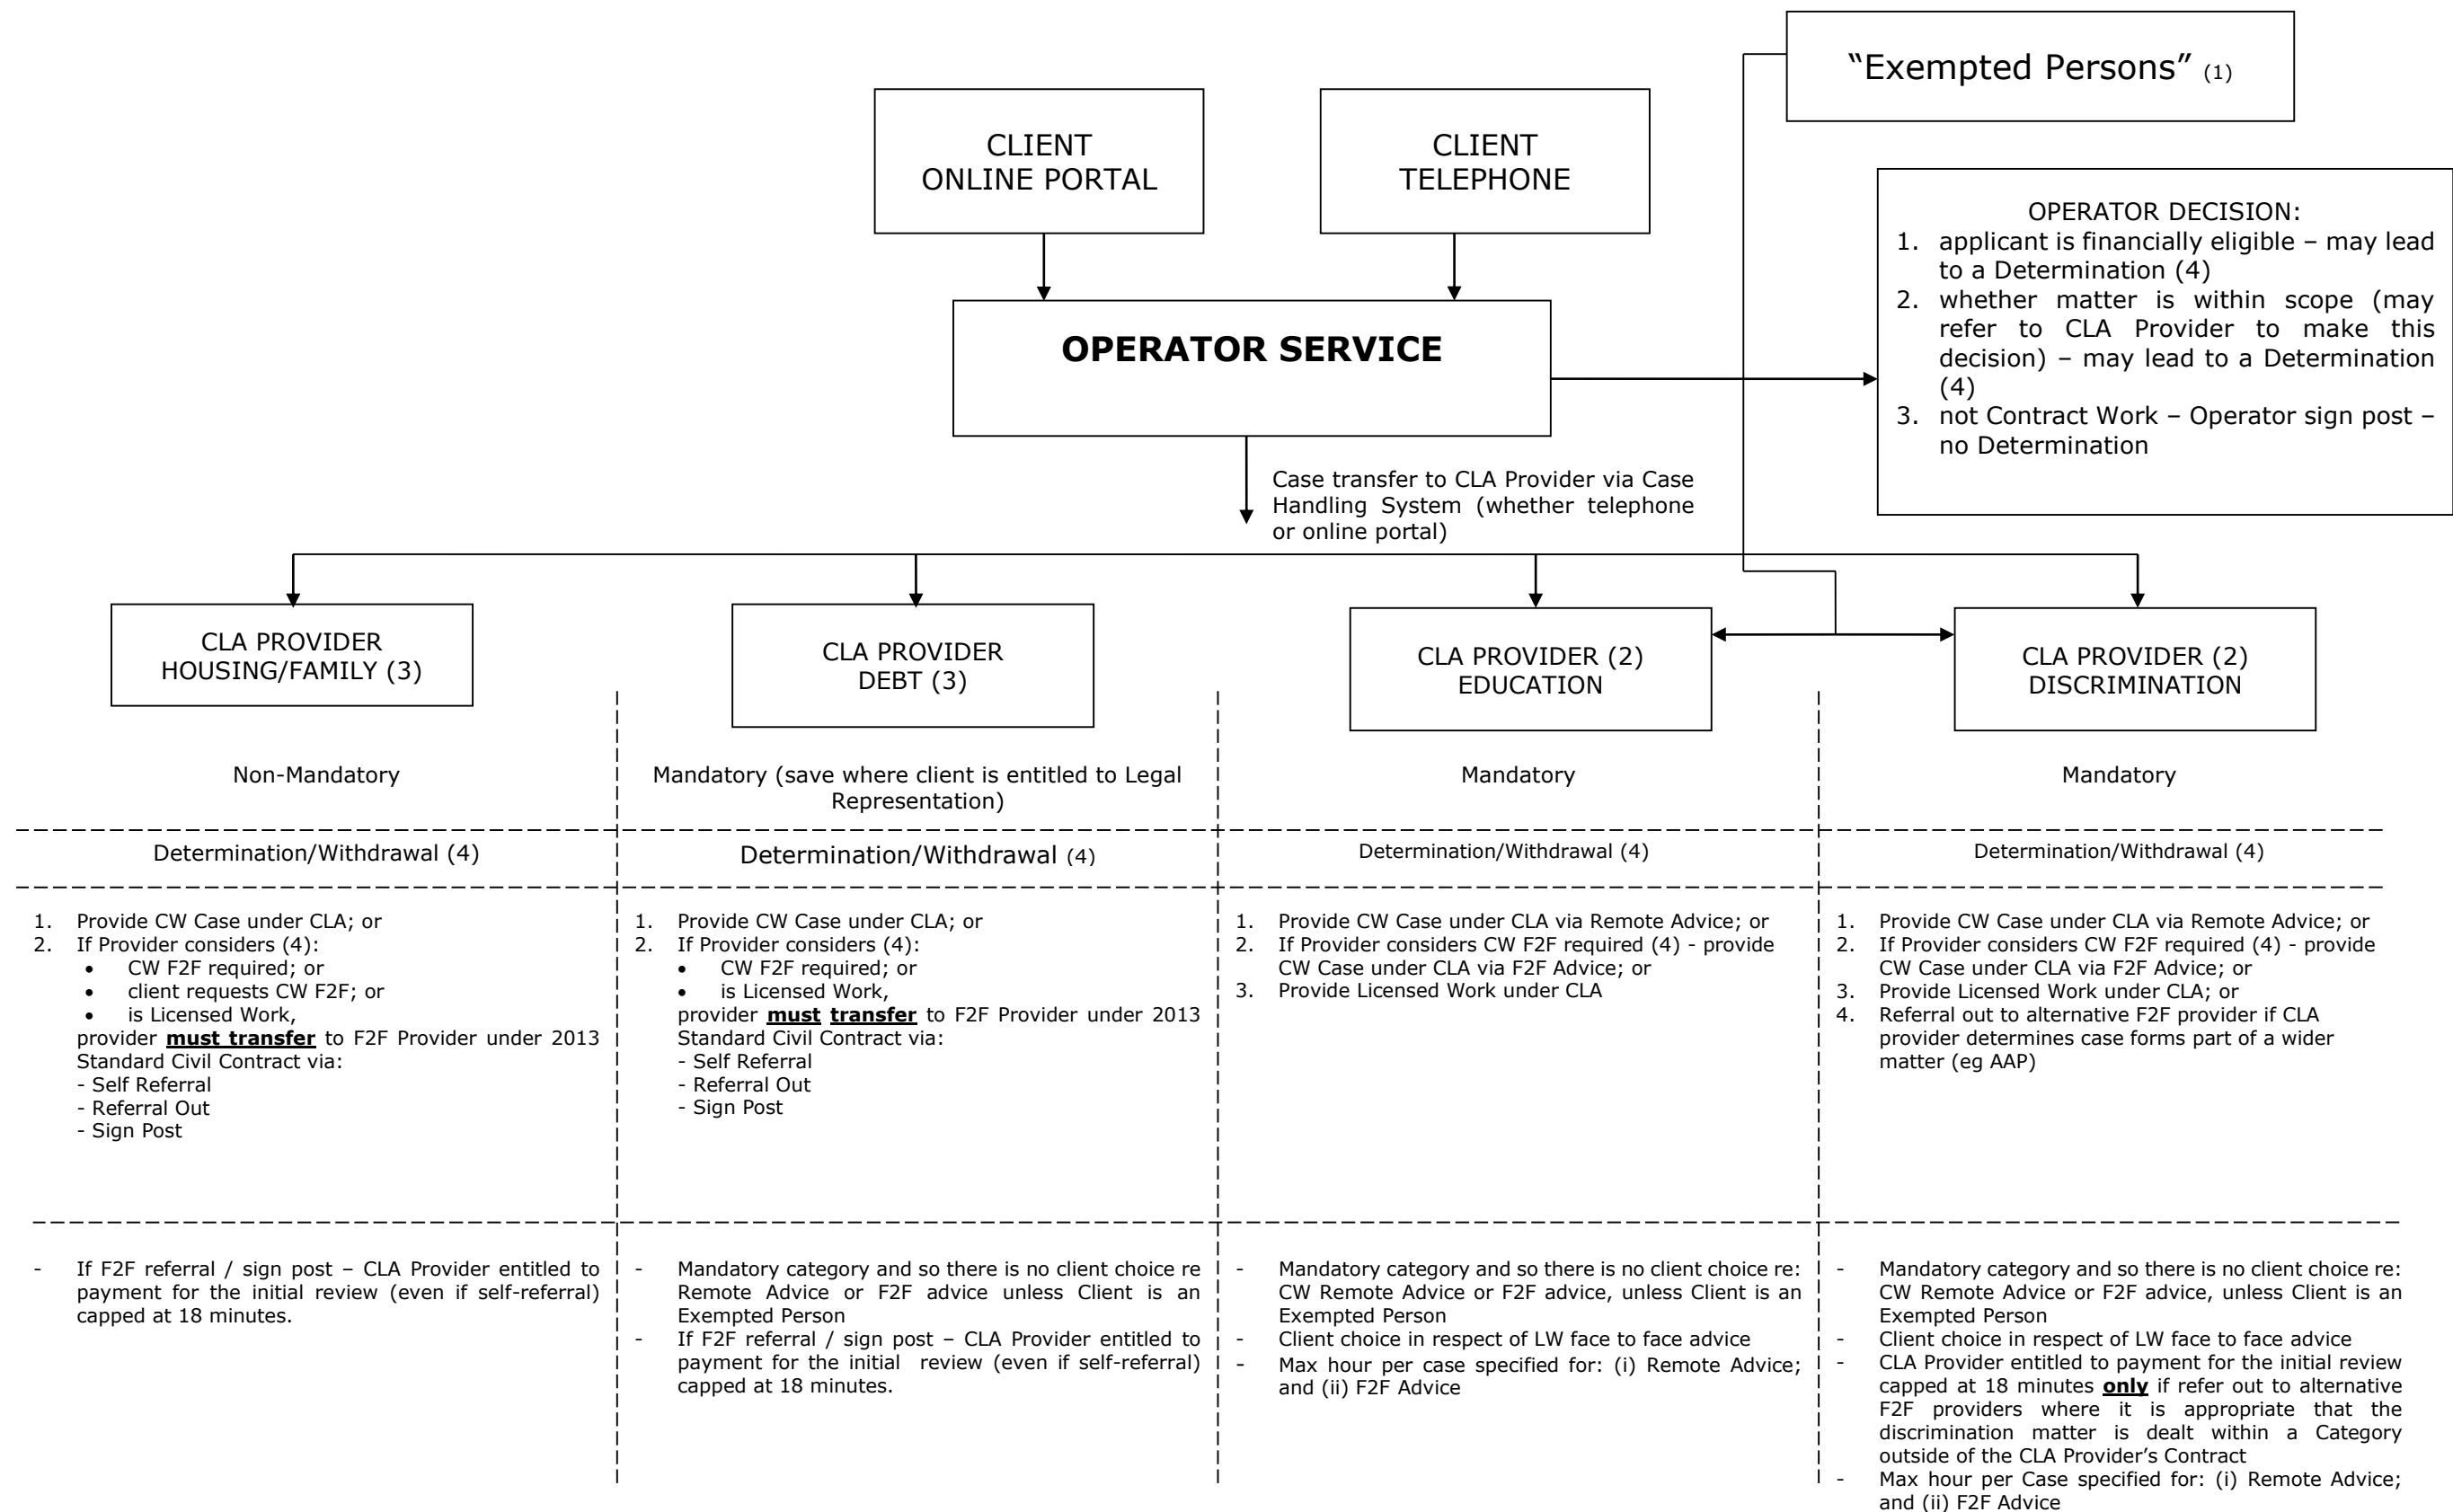 “Exempted Persons” (1)
CLIENT
ONLINE PORTAL
CLIENT
TELEPHONE
OPERATOR DECISION:
1. applicant is financially eligible – may lead
to a Determination (4)
2. whether matter is within scope (may
refer to CLA Provider to make this
decision) – may lead to a Determination
(4)
3. not Contract Work – Operator sign post –
no Determination
OPERATOR SERVICE
Case transfer to CLA Provider via Case
Handling System (whether telephone
or online portal)
CLA PROVIDER
HOUSING/FAMILY (3)
CLA PROVIDER
DEBT (3)
CLA PROVIDER (2)
EDUCATION
CLA PROVIDER (2)
DISCRIMINATION
Non-Mandatory
Mandatory (save where client is entitled to Legal
Representation)
Mandatory
Mandatory
Determination/Withdrawal (4)
Determination/Withdrawal (4)
Determination/Withdrawal (4)
Determination/Withdrawal (4)
1. Provide CW Case under CLA; or
2. If Provider considers (4):
• CW F2F required; or
• client requests CW F2F; or
• is Licensed Work,
provider must transfer to F2F Provider under 2013
Standard Civil Contract via:
- Self Referral
- Referral Out
- Sign Post
1. Provide CW Case under CLA; or
2. If Provider considers (4):
• CW F2F required; or
• is Licensed Work,
provider must transfer to F2F Provider under 2013
Standard Civil Contract via:
- Self Referral
- Referral Out
- Sign Post
1. Provide CW Case under CLA via Remote Advice; or
2. If Provider considers CW F2F required (4) - provide
CW Case under CLA via F2F Advice; or
3. Provide Licensed Work under CLA
1. Provide CW Case under CLA via Remote Advice; or
2. If Provider considers CW F2F required (4) - provide
CW Case under CLA via F2F Advice; or
3. Provide Licensed Work under CLA; or
4. Referral out to alternative F2F provider if CLA
provider determines case forms part of a wider
matter (eg AAP)
- If F2F referral / sign post – CLA Provider entitled to
payment for the initial review (even if self-referral)
capped at 18 minutes.
- Mandatory category and so there is no client choice re
Remote Advice or F2F advice unless Client is an
Exempted Person
- If F2F referral / sign post – CLA Provider entitled to
payment for the initial review (even if self-referral)
capped at 18 minutes.
- Mandatory category and so there is no client choice re:
CW Remote Advice or F2F advice, unless Client is an
Exempted Person
- Client choice in respect of LW face to face advice
- Max hour per case specified for: (i) Remote Advice;
and (ii) F2F Advice
- Mandatory category and so there is no client choice re:
CW Remote Advice or F2F advice, unless Client is an
Exempted Person
- Client choice in respect of LW face to face advice
- CLA Provider entitled to payment for the initial review
capped at 18 minutes only if refer out to alternative
F2F providers where it is appropriate that the
discrimination matter is dealt within a Category
outside of the CLA Provider’s Contract
- Max hour per Case specified for: (i) Remote Advice;
and (ii) F2F Advice